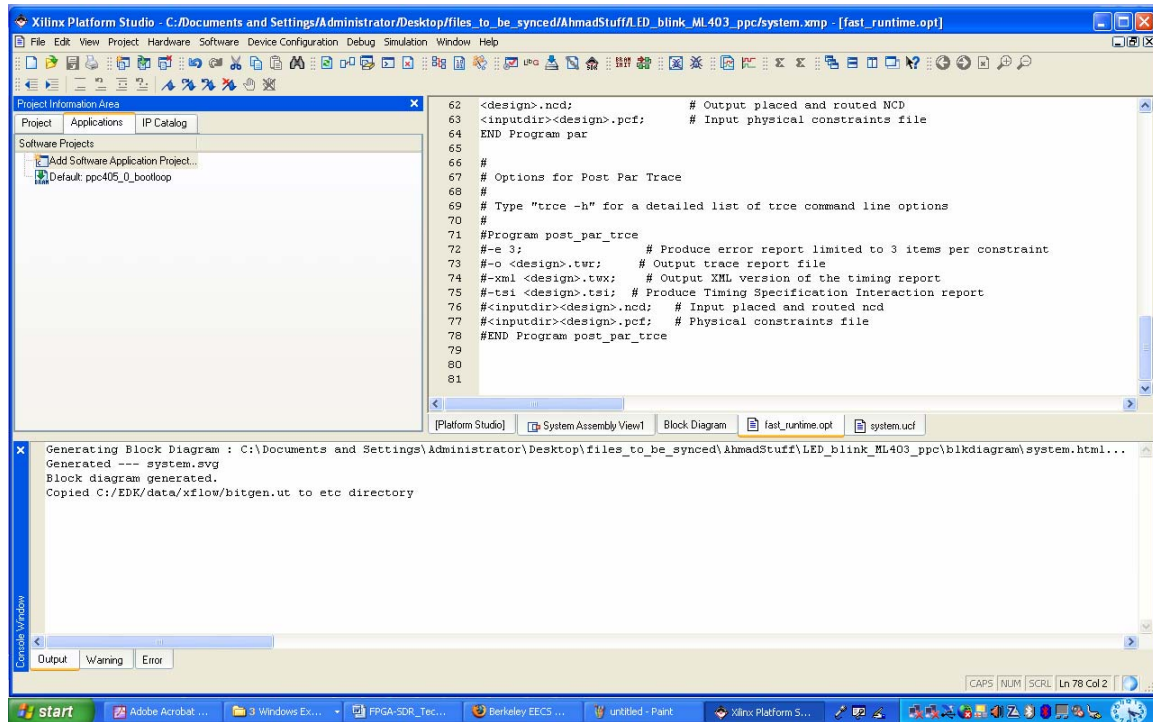 Xilinx Platform Studio - C:/Documents and Settings/Administrator/Desktop/files_to_be_synced/AhmadStuff/LED_blink_ML403_ppc/system.xmp - [fast_runtime.opt]
File Edit View Project Hardware Software Device Configuration Debug Simulation Window Help
Project Information Area
Project Applications IP Catalog
Software Projects
Add Software Application Project...
Default: ppc405_0_bootloop
62 <design>.ncd; # Output placed and routed NCD
63 <inputdir><design>.pcf; # Input physical constraints file
64 END Program par
65
66 #
67 # Options for Post Par Trace
68 #
69 # Type "trce -h" for a detailed list of trce command line options
70 #
71 #Program post_par_trce
72 #-e 3; # Produce error report limited to 3 items per constraint
73 #-o <design>.twr; # Output trace report file
74 #-xml <design>.twx; # Output XML version of the timing report
75 #-tsi <design>.tsi; # Produce Timing Specification Interaction report
76 #<inputdir><design>.ncd; # Input placed and routed ncd
77 #<inputdir><design>.pcf; # Physical constraints file
78 #END Program post_par_trce
79
80
81
[Platform Studio] System Assembly View1 Block Diagram fast_runtime.opt system.ucf
Generating Block Diagram : C:\Documents and Settings\Administrator\Desktop\files_to_be_synced\AhmadStuff\LED_blink_ML403_ppc\blkdiagram\system.html...
Generated --- system.svg
Block diagram generated.
Copied C:/EDK/data/xflow/bitgen.ut to etc directory
Console Window
Output Warning Error
CAPS NUM SCRL Ln 78 Col 2
start Adobe Acrobat ... 3 Windows Ex... FPGA-SDR_Tec... Berkeley EECS ... untitled - Paint Xilinx Platform S...